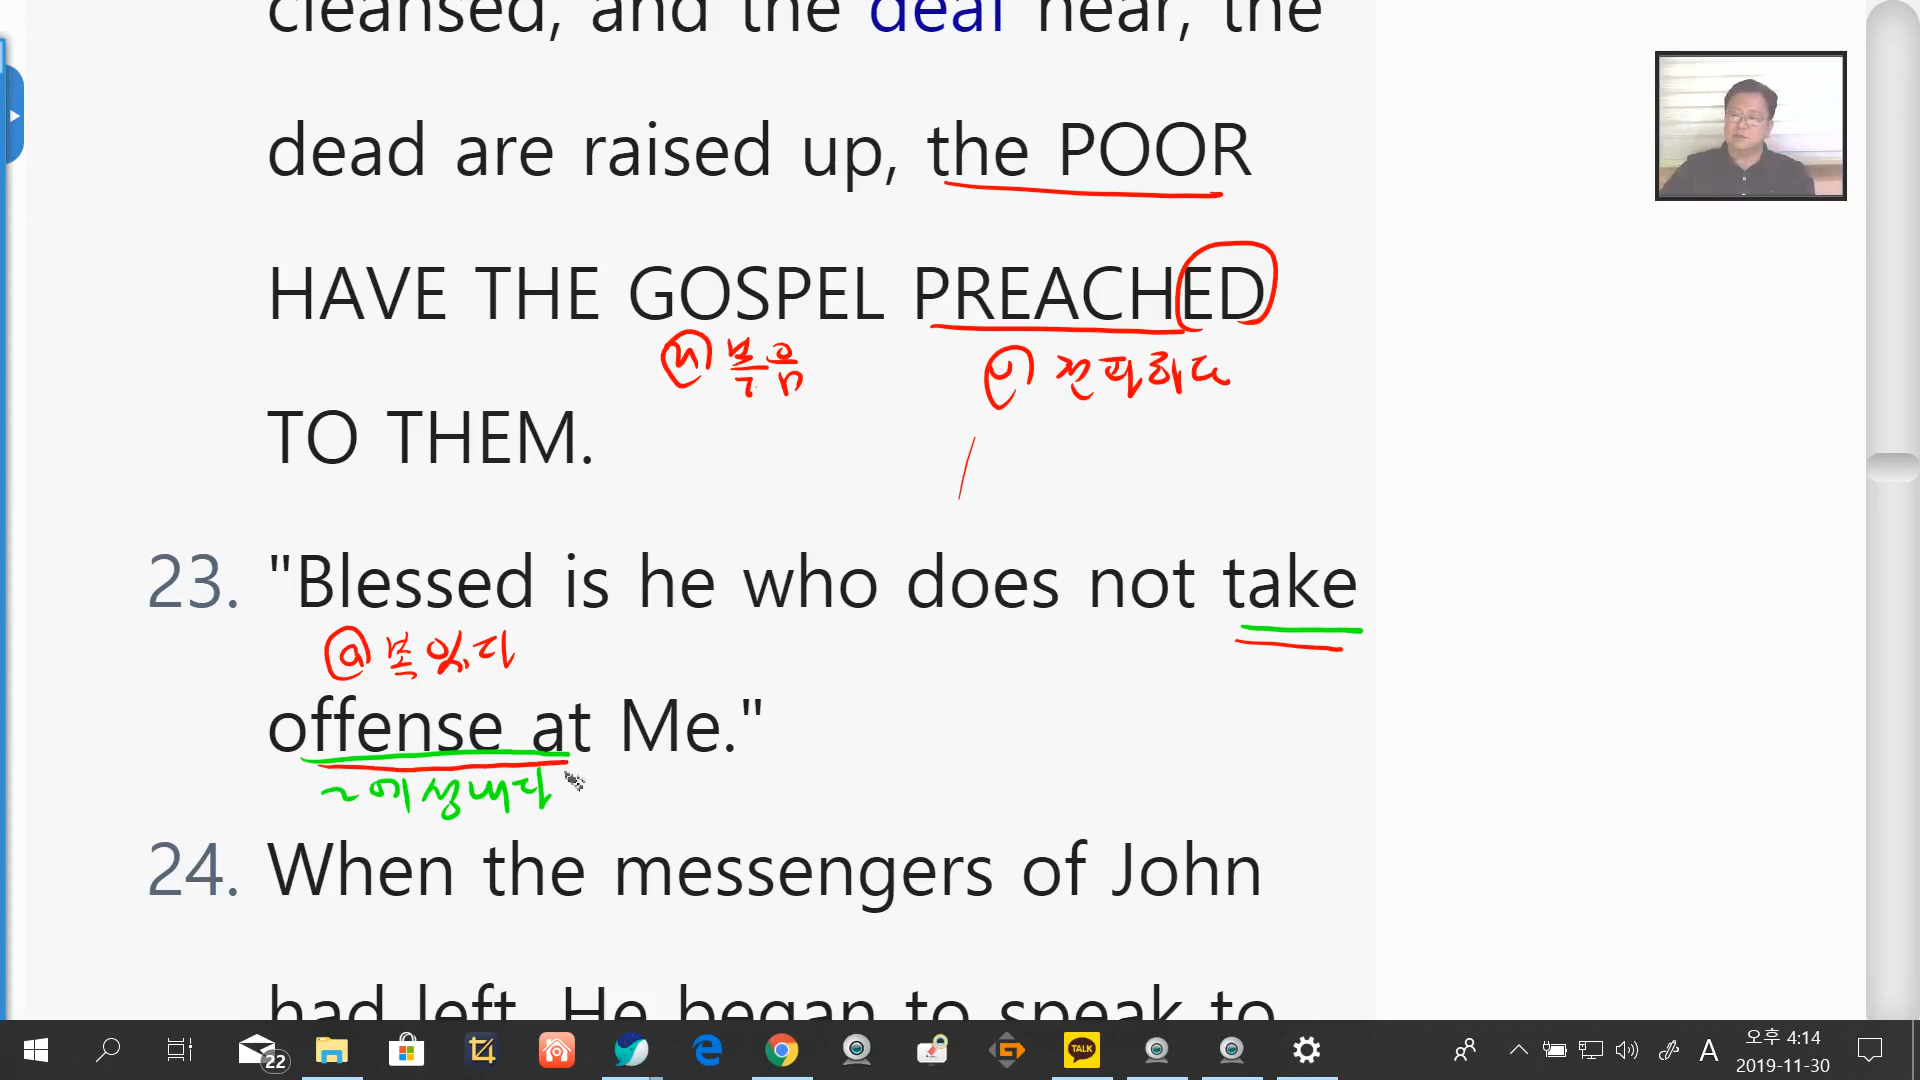 cleansed, and the deaf hear, the
dead are raised up, the POOR
HAVE THE GOSPEL PREACHED
ⓝ 복음 ⓥ 전파하다
TO THEM.
23. "Blessed is he who does not take
ⓐ 복 있다
offense at Me."
~에 성내다
24. When the messengers of John
had left, He began to speak to
22
TALK
A
오후 4:14
2019-11-30